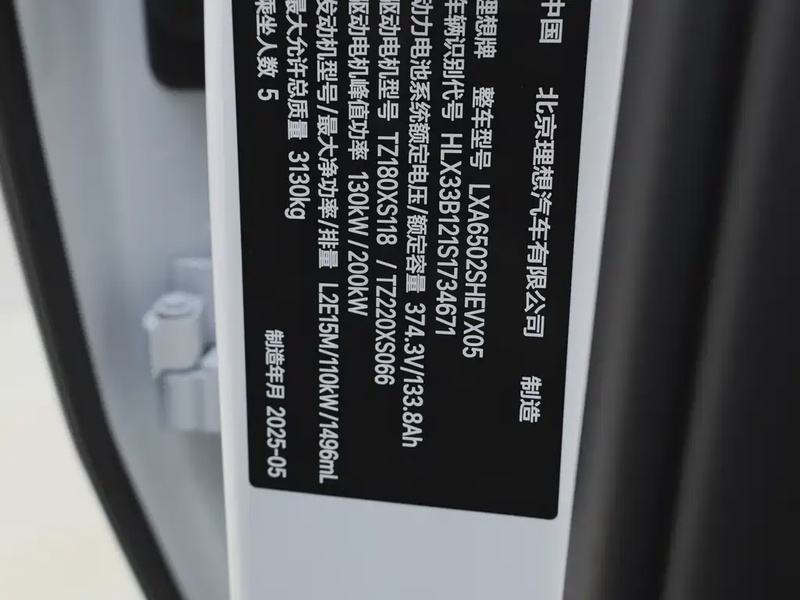 中国 北京理想汽车有限公司 制造
理想牌 整车型号 LXA6502SHEVX05
车辆识别代号 HLX33B121S1734671
动力电池系统额定电压/额定容量 374.3V/133.8Ah
驱动电机型号 TZ180XS118 /TZ220XS066
驱动电机峰值功率 130kW/200kW
发动机型号/最大净功率/排量 L2E15M/110kW/1496mL
最大允许总质量 3130kg
乘坐人数 5 制造年月 2025-05